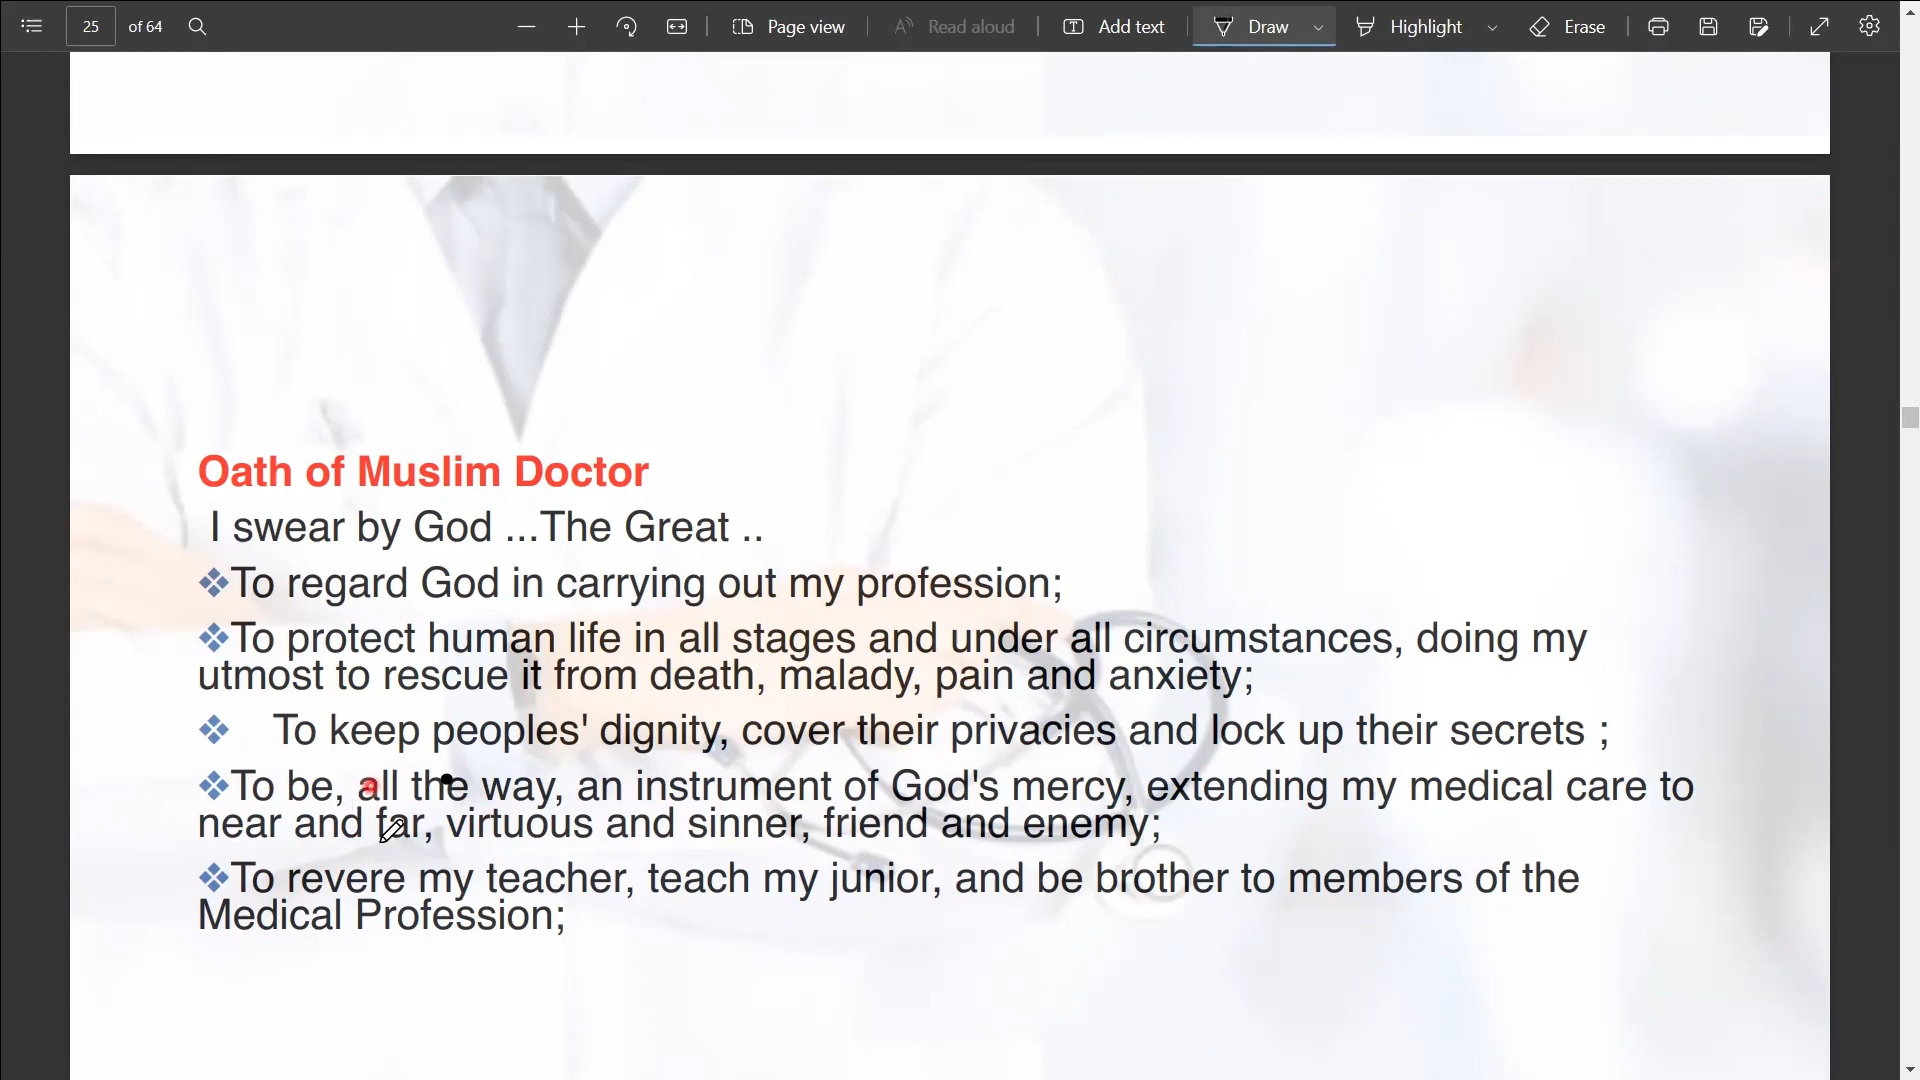 25 of 64 Page view Read aloud Add text Draw Highlight Erase
Oath of Muslim Doctor
I swear by God ...The Great ..
❖To regard God in carrying out my profession;
❖To protect human life in all stages and under all circumstances, doing my
utmost to rescue it from death, malady, pain and anxiety;
❖ To keep peoples' dignity, cover their privacies and lock up their secrets ;
❖To be, all the way, an instrument of God's mercy, extending my medical care to
near and far, virtuous and sinner, friend and enemy;
❖To revere my teacher, teach my junior, and be brother to members of the
Medical Profession;